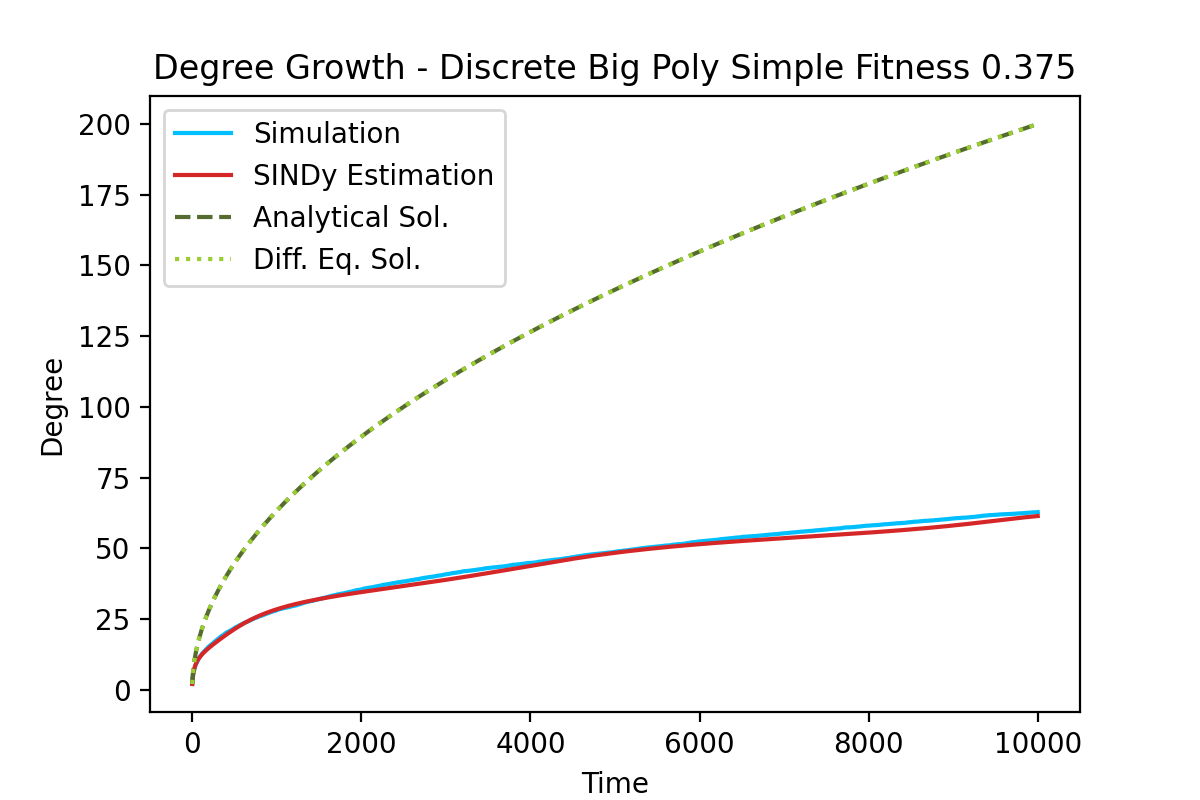 Degree Growth - Discrete Big Poly Simple Fitness 0.375
Simulation
SINDy Estimation
Analytical Sol.
Diff. Eq. Sol.
200
175
150
125
100
75
50
25
0
Degree
0 2000 4000 6000 8000 10000
Time